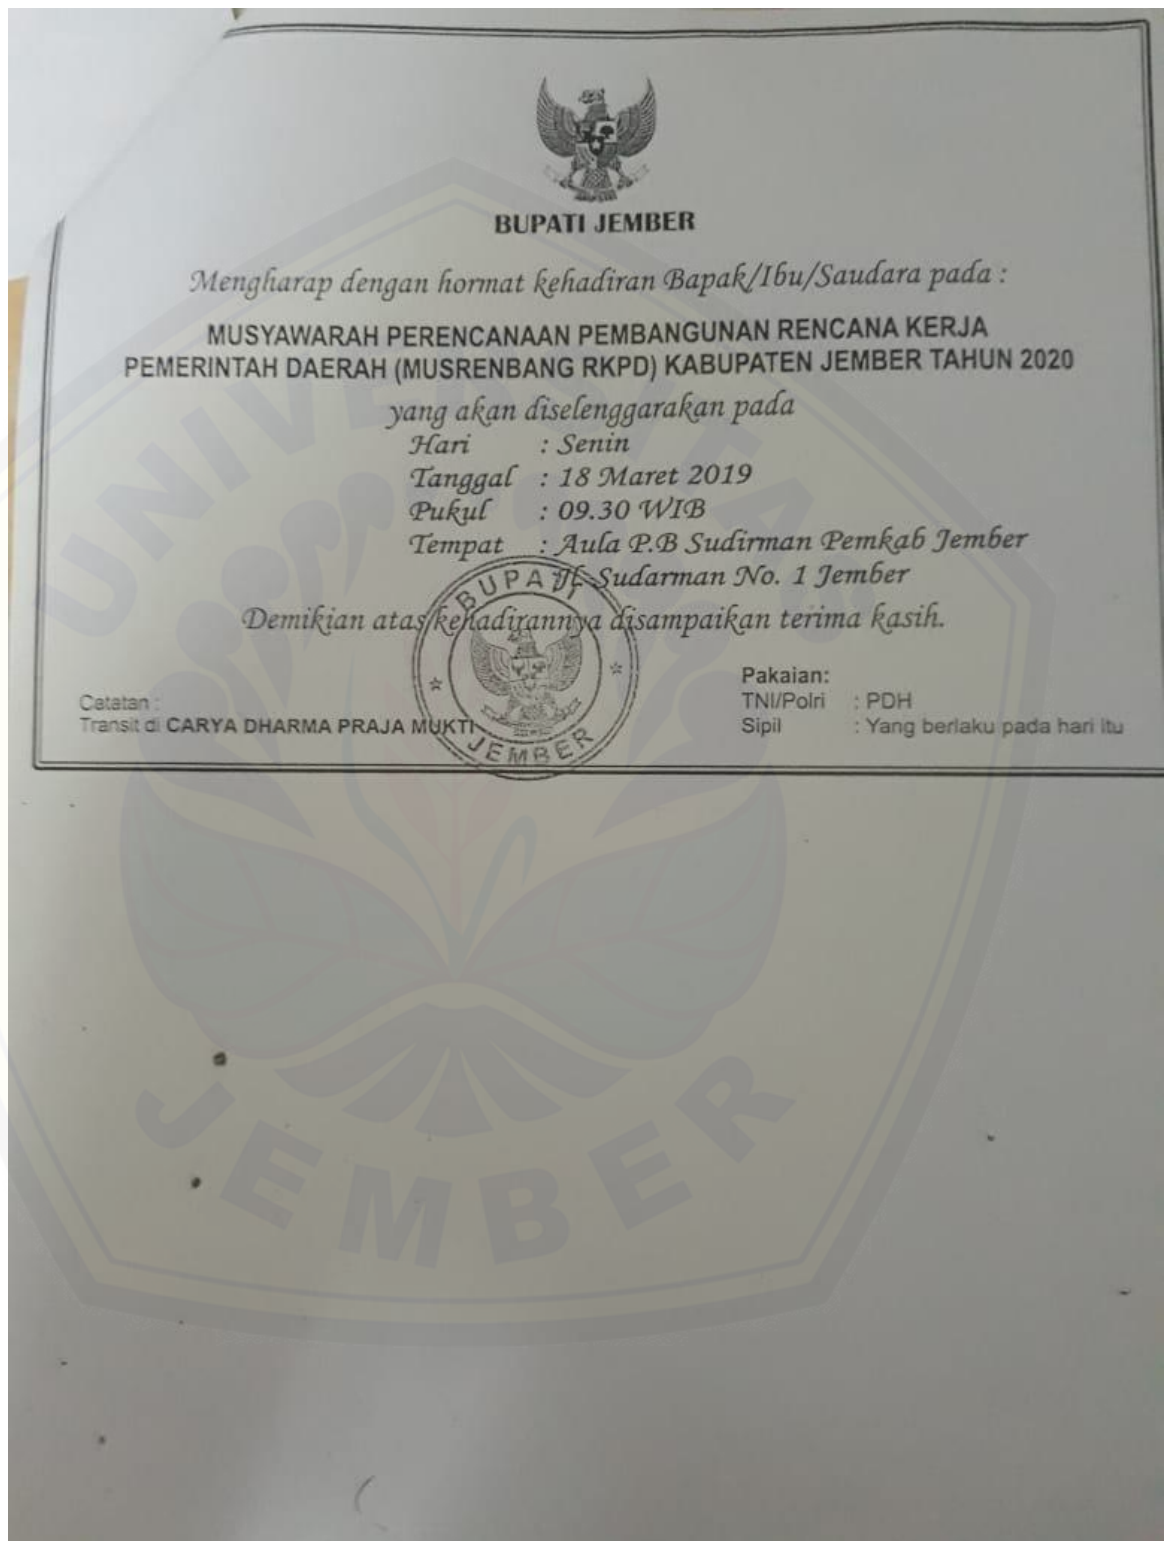 BUPATI JEMBER
Mengharap dengan hormat kehadiran Bapak/Ibu/Saudara pada :
MUSYAWARAH PERENCANAAN PEMBANGUNAN RENCANA KERJA
PEMERINTAH DAERAH (MUSRENBANG RKPD) KABUPATEN JEMBER TAHUN 2020
yang akan diselenggarakan pada
Hari : Senin
Tanggal : 18 Maret 2019
Pukul : 09.30 WIB
Tempat : Aula P.B Sudirman Pemkab Jember
Jl. Sudarman No. 1 Jember
Demikian atas kehadirannya disampaikan terima kasih.
Catatan :
Transit di CARYA DHARMA PRAJA MUKTI
Pakaian:
TNI/Polri : PDH
Sipil : Yang berlaku pada hari itu
BUPATI
JEMBER
UNIVERSITAS
JEMBER